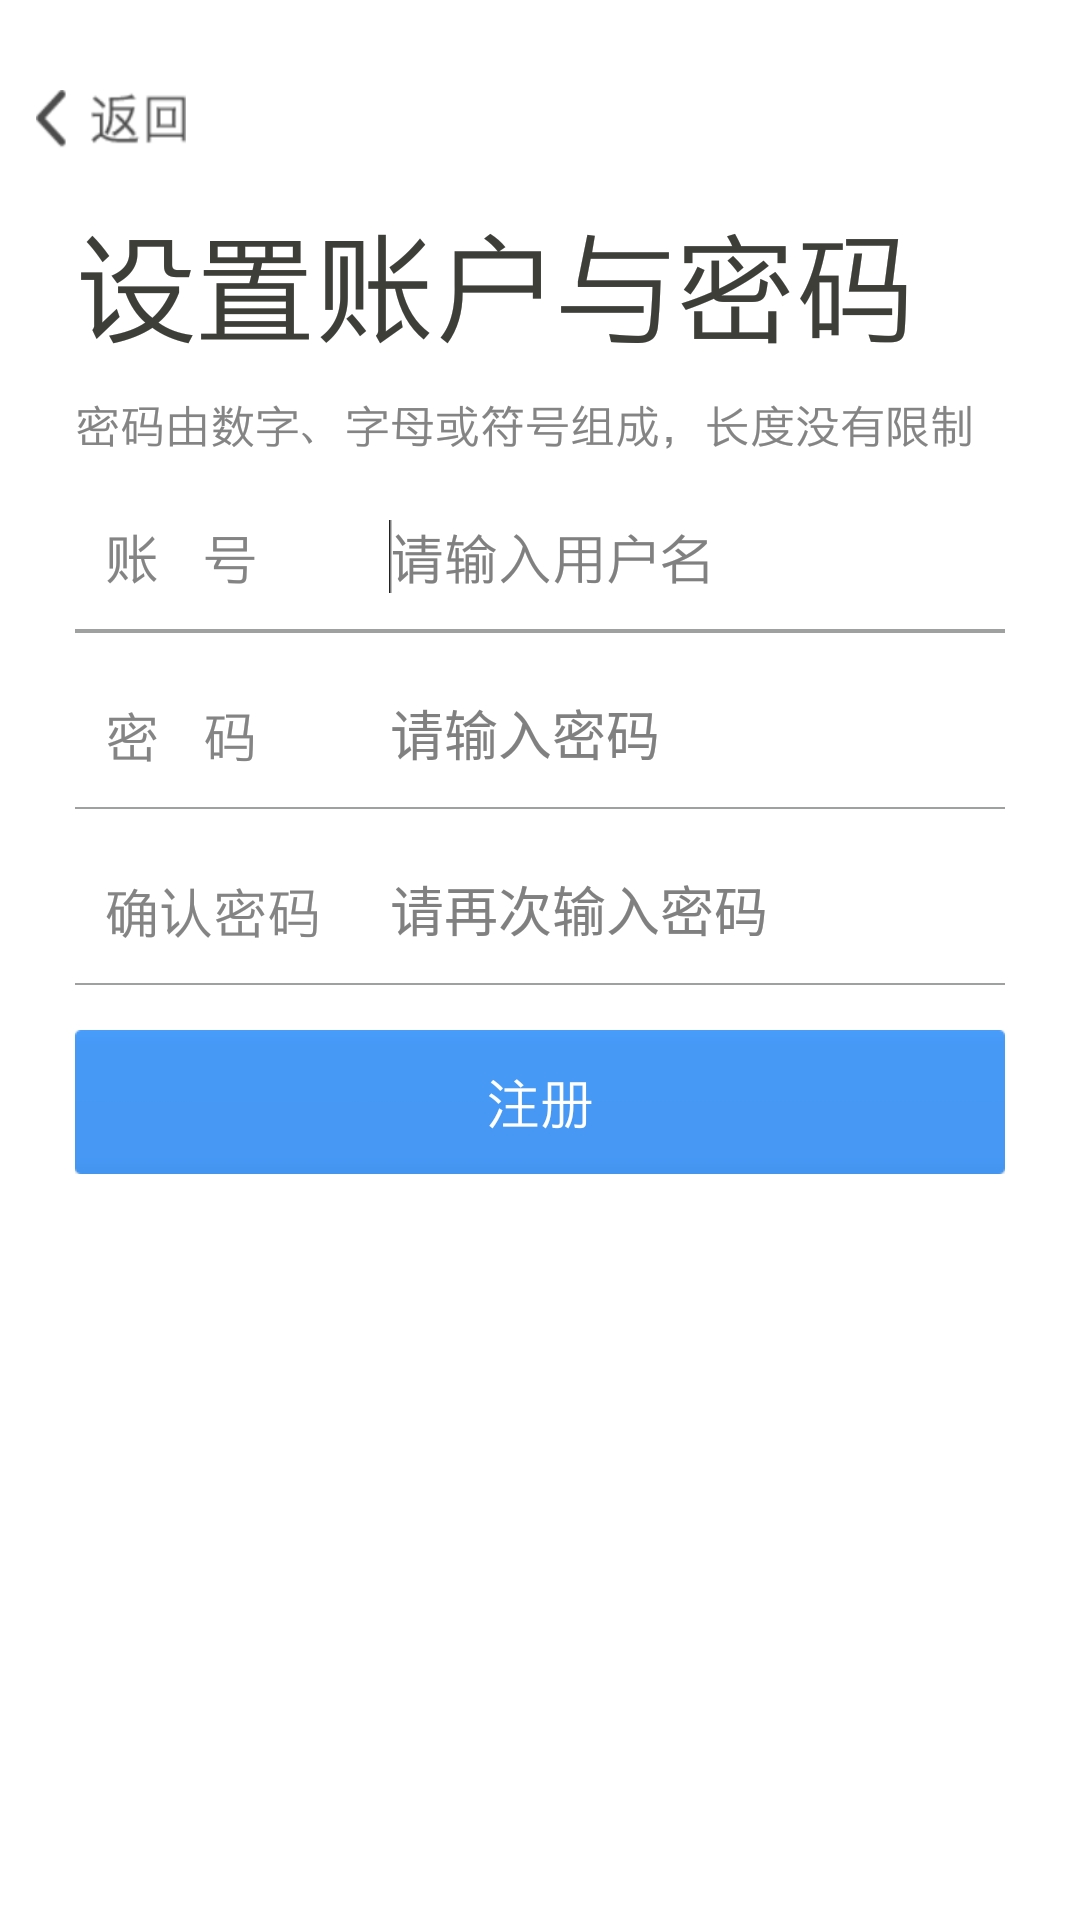 返回
设置账户与密码
密码由数字、字母或符号组成，长度没有限制
账 号 请输入用户名
密 码 请输入密码
确认密码 请再次输入密码
注册